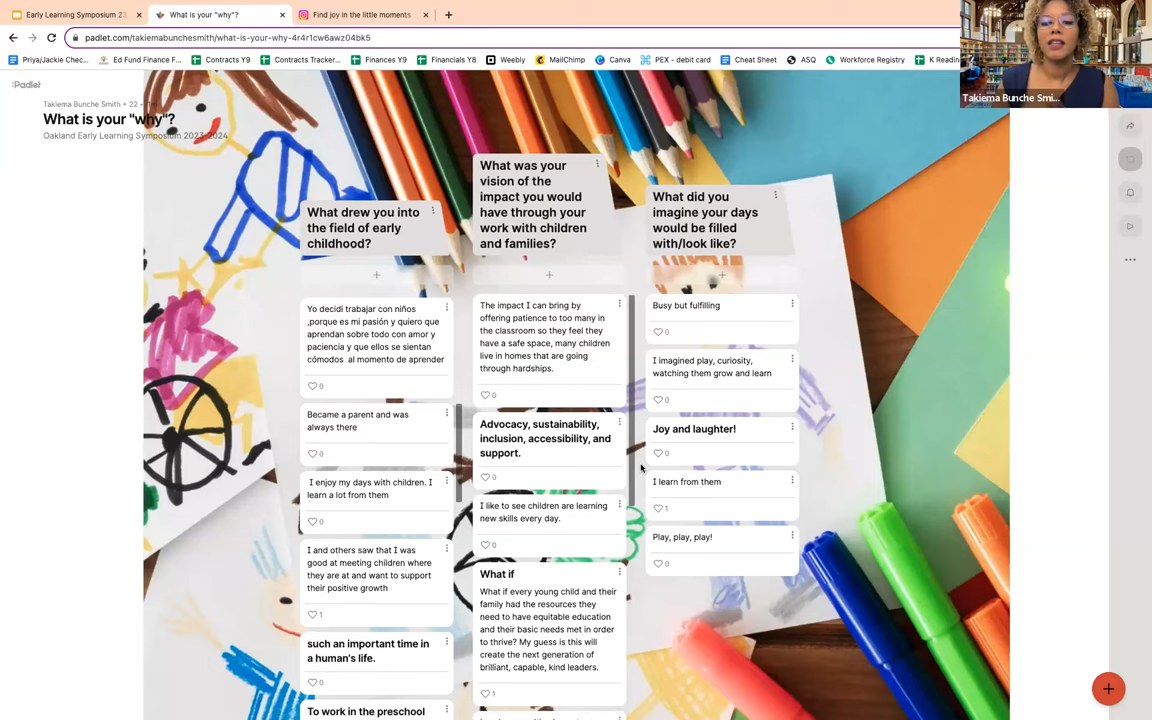 Early Learning Symposium 23
What is your "why"?
Find joy in the little moments
padlet.com/takiemabunchesmith/what-is-your-why-4r4r1cw6awz04bk5
Priya/Jackie Chec...
Ed Fund Finance F...
Contracts Y9
Contracts Tracker...
Finances Y9
Financials Y8
Weebly
MailChimp
Canva
PEX - debit card
Cheat Sheet
ASQ
Workforce Registry
K Readin
Takiema Bunche Smi...
:Padlet
Takiema Bunche Smith + 22 •
What is your "why"?
Oakland Early Learning Symposium 2023-2024
What drew you into
the field of early
childhood?
Yo decidi trabajar con niños
,porque es mi pasión y quiero que
aprendan sobre todo con amor y
paciencia y que ellos se sientan
cómodos al momento de aprender
0
Became a parent and was
always there
0
I enjoy my days with children. I
learn a lot from them
0
I and others saw that I was
good at meeting children where
they are at and want to support
their positive growth
1
such an important time in
a human's life.
0
To work in the preschool
What was your
vision of the
impact you would
have through your
work with children
and families?
The impact I can bring by
offering patience to too many in
the classroom so they feel they
have a safe space, many children
live in homes that are going
through hardships.
0
Advocacy, sustainability,
inclusion, accessibility, and
support.
0
I like to see children are learning
new skills every day.
0
What if
What if every young child and their
family had the resources they
need to have equitable education
and their basic needs met in order
to thrive? My guess is this will
create the next generation of
brilliant, capable, kind leaders.
1
What did you
imagine your days
would be filled
with/look like?
Busy but fulfilling
0
I imagined play, curiosity,
watching them grow and learn
0
Joy and laughter!
0
I learn from them
1
Play, play, play!
0